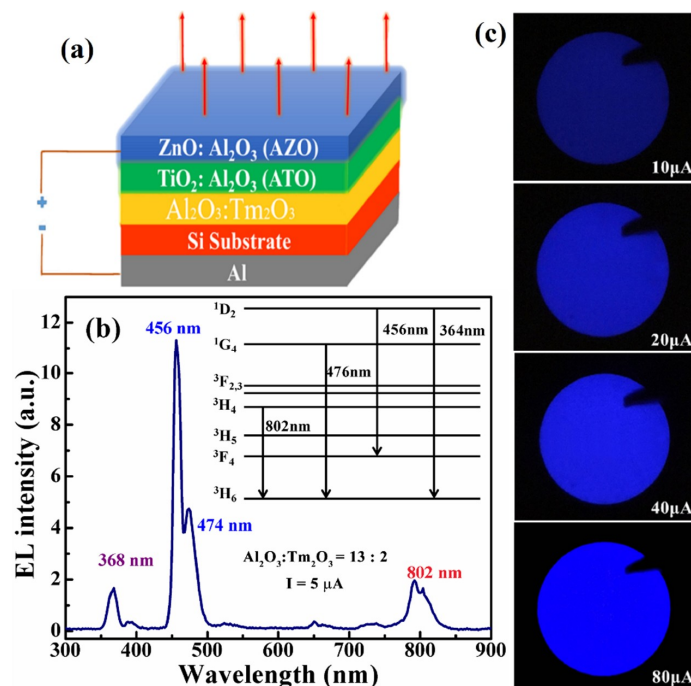 (a)
ZnO: Al₂O₃ (AZO)
TiO₂: Al₂O₃ (ATO)
Al₂O₃:Tm₂O₃
Si Substrate
Al
+
-
(b)
EL intensity (a.u.)
12
10
8
6
4
2
0
456 nm
474 nm
368 nm
802 nm
¹D₂
¹G₄
³F₂,₃
³H₄
³H₅
³F₄
³H₆
456nm
364nm
476nm
802nm
Al₂O₃:Tm₂O₃ = 13 : 2
I = 5 μA
300 400 500 600 700 800 900
Wavelength (nm)
(c)
10μA
20μA
40μA
80μA